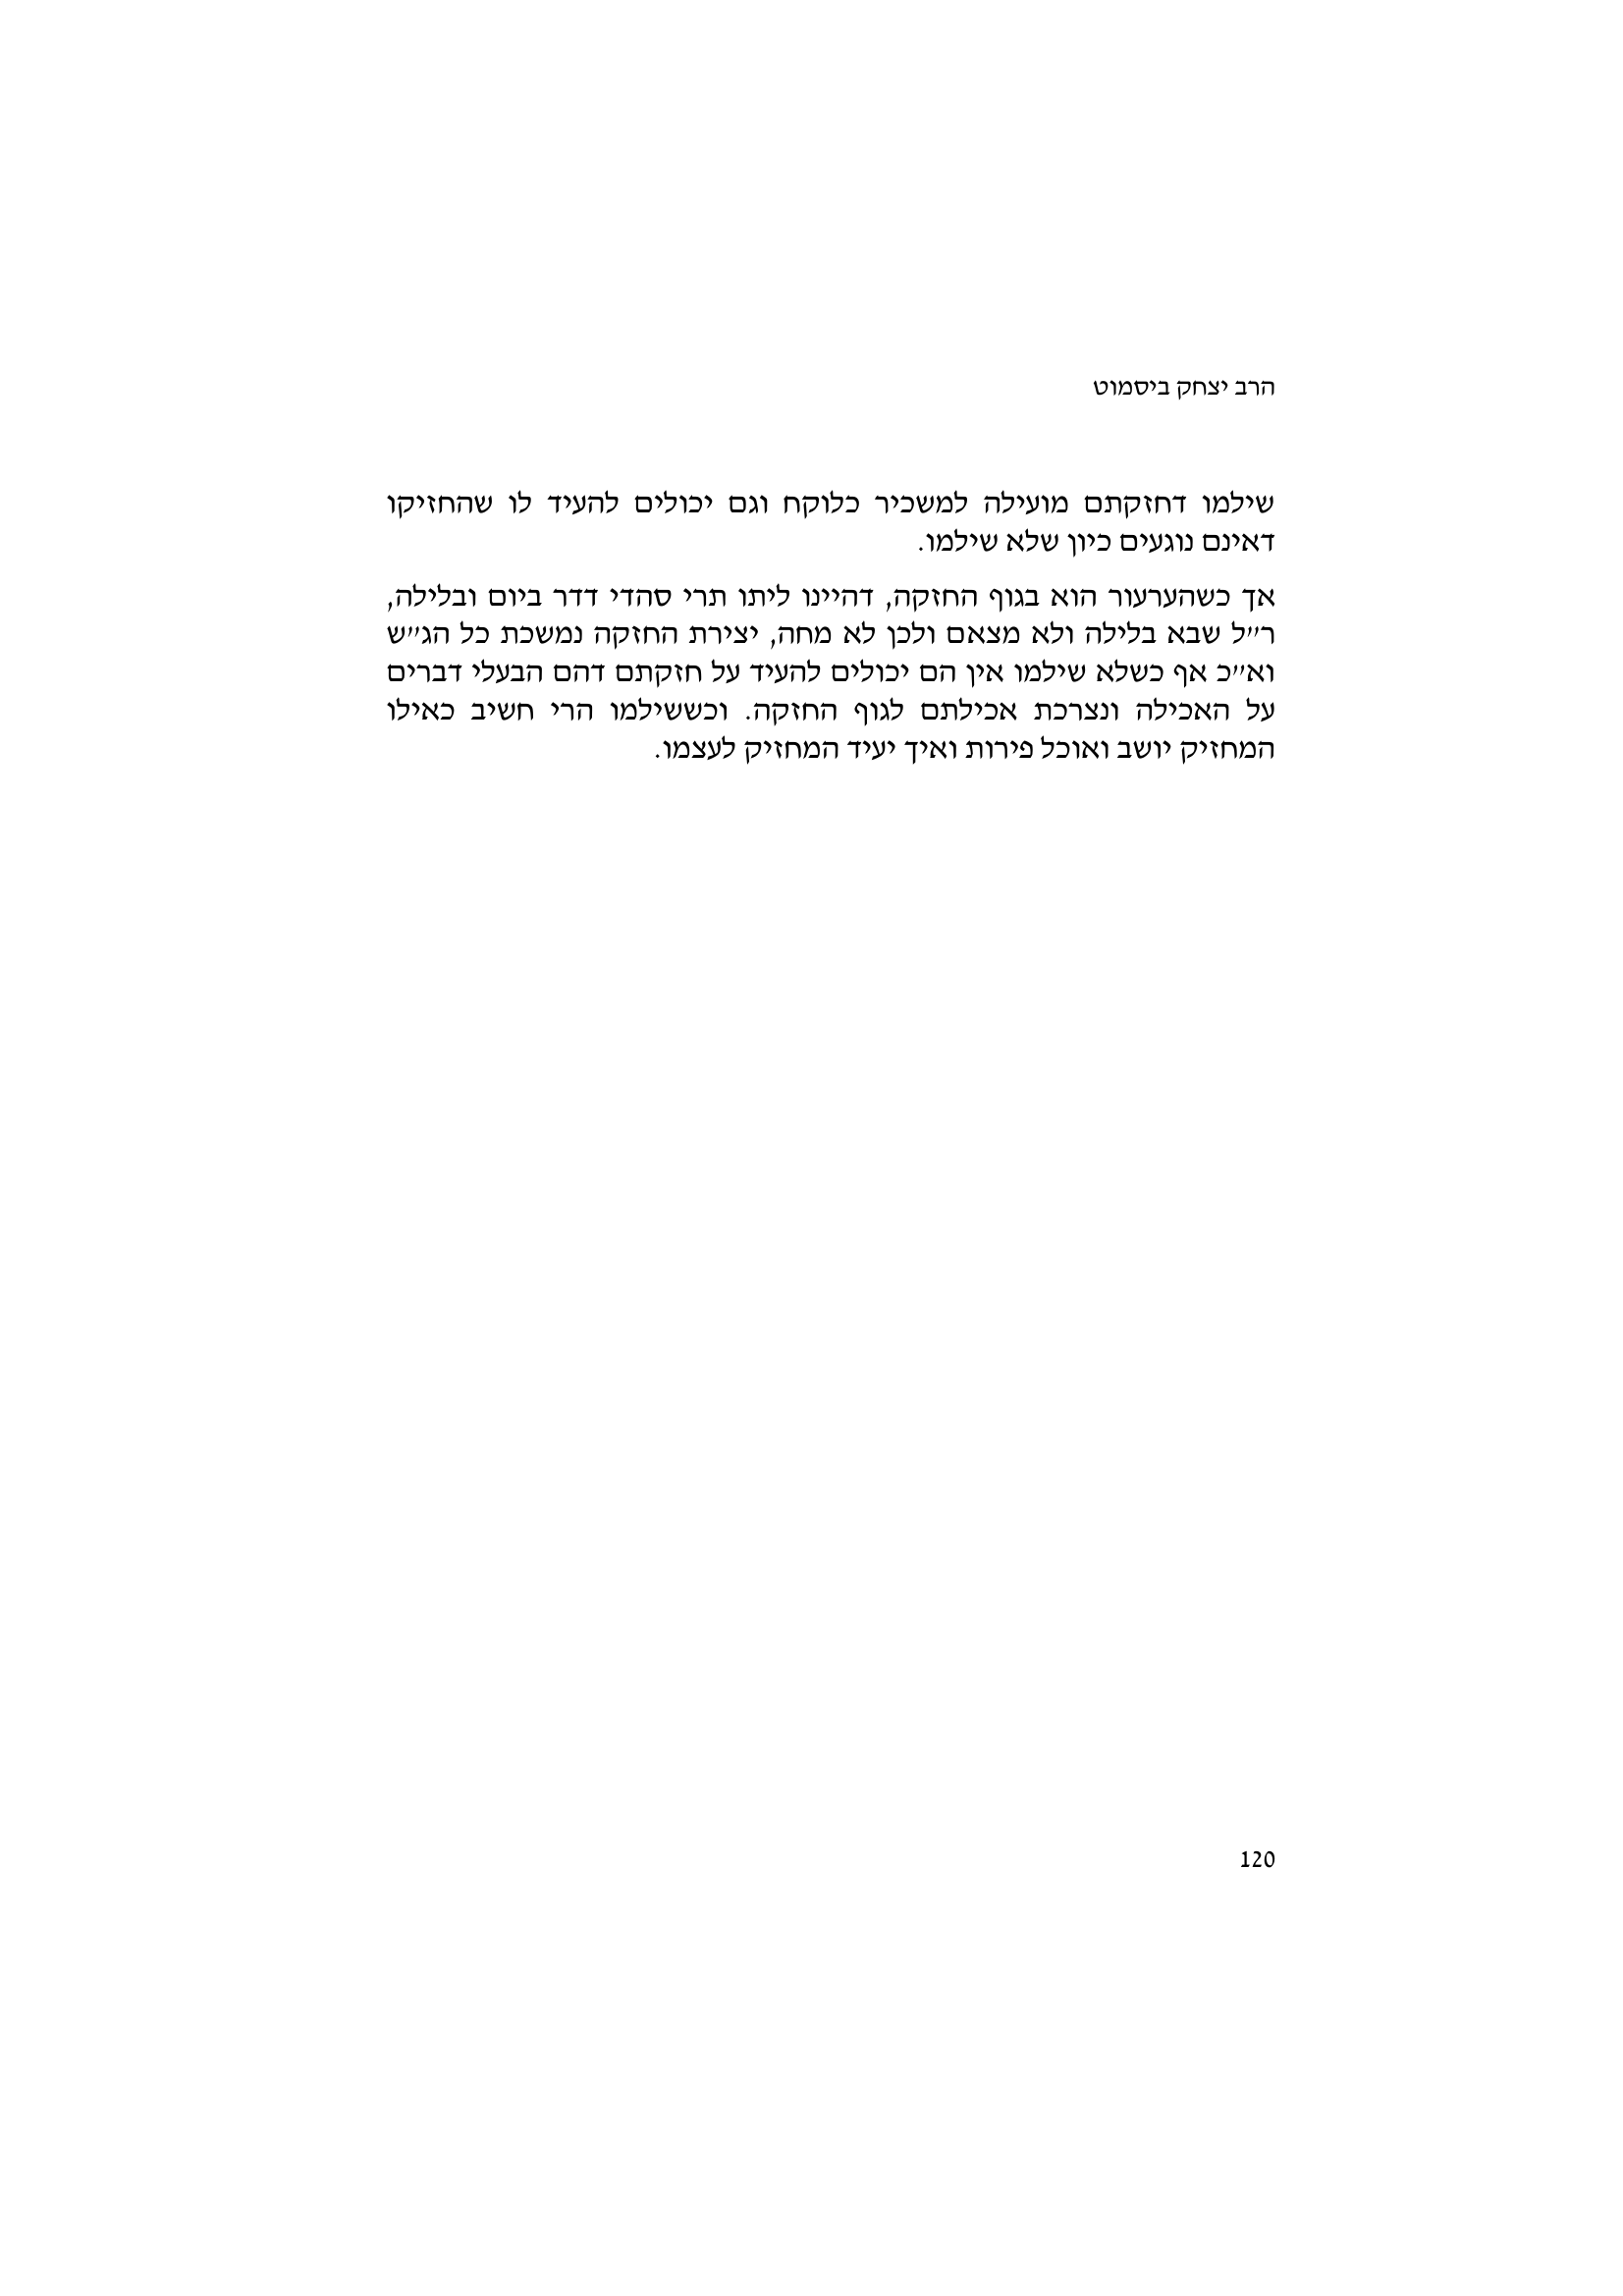 הרב יצחק ביסמוט
שילמו דחזקתם מועילה למשכיר כלוקח וגם יכולים להעיד לו שהחזיקו
דאינם נוגעים כיון שלא שילמו.
אך כשהערעור הוא בגוף החזקה, דהיינו ליתו תרי סהדי דדר ביום ובלילה,
ר״ל שבא בלילה ולא מצאם ולכן לא מחה, יצירת החזקה נמשכת כל הג״ש
וא״כ אף כשלא שילמו אין הם יכולים להעיד על חזקתם דהם הבעלי דברים
על האכילה ונצרכת אכילתם לגוף החזקה. וכששילמו הרי חשיב כאילו
המחזיק יושב ואוכל פירות ואיך יעיד המחזיק לעצמו.
120